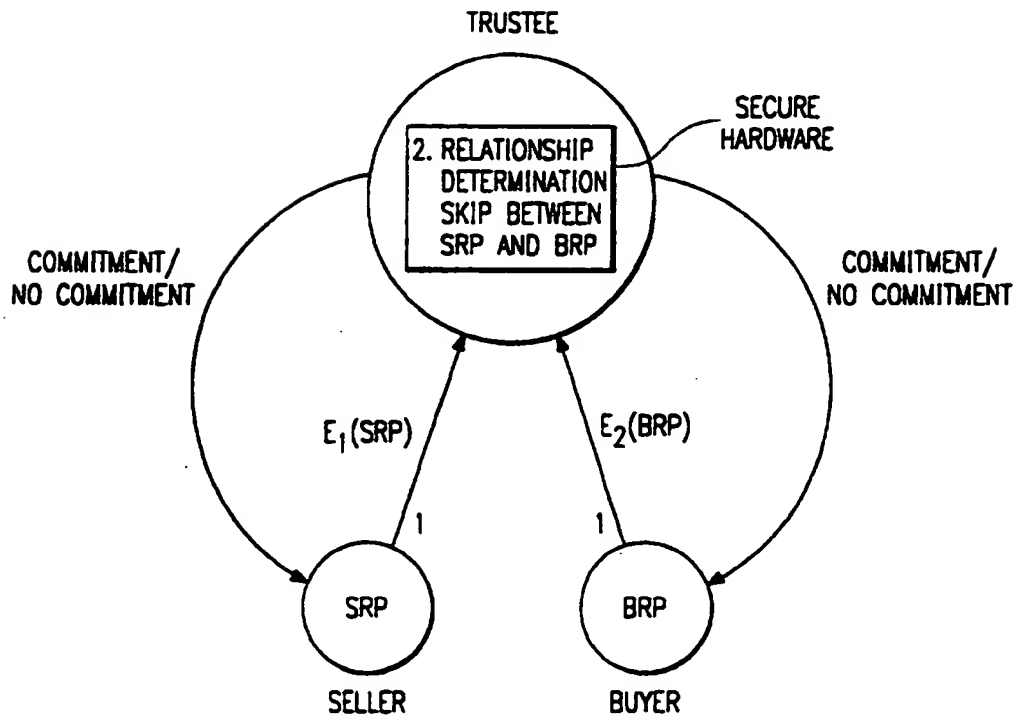 TRUSTEE
SECURE
HARDWARE
2. RELATIONSHIP
DETERMINATION
SKIP BETWEEN
SRP AND BRP
COMMITMENT/
NO COMMITMENT
COMMITMENT/
NO COMMITMENT
E1(SRP)
E2(BRP)
1
1
SRP
BRP
SELLER
BUYER